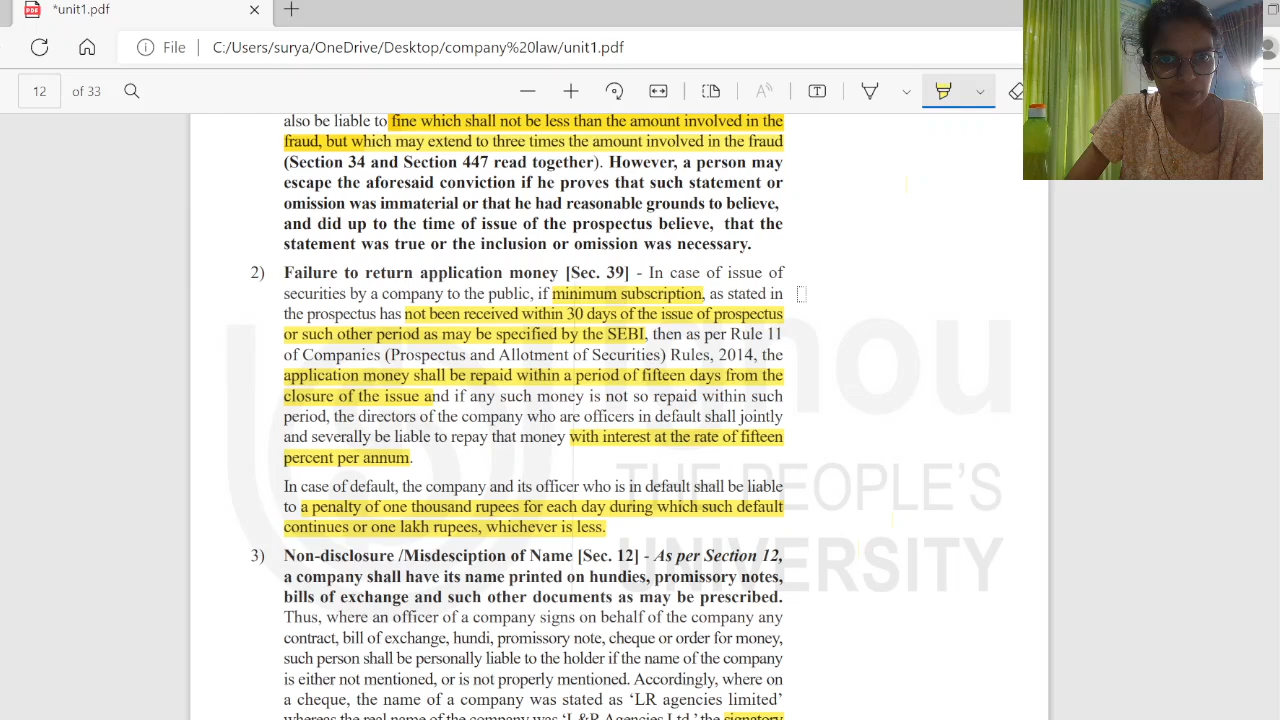 *unit1.pdf
File C:/Users/surya/OneDrive/Desktop/company%20law/unit1.pdf
12 of 33
also be liable to fine which shall not be less than the amount involved in the
fraud, but which may extend to three times the amount involved in the fraud
(Section 34 and Section 447 read together). However, a person may
escape the aforesaid conviction if he proves that such statement or
omission was immaterial or that he had reasonable grounds to believe,
and did up to the time of issue of the prospectus believe, that the
statement was true or the inclusion or omission was necessary.
2) Failure to return application money [Sec. 39] - In case of issue of
securities by a company to the public, if minimum subscription, as stated in
the prospectus has not been received within 30 days of the issue of prospectus
or such other period as may be specified by the SEBI, then as per Rule 11
of Companies (Prospectus and Allotment of Securities) Rules, 2014, the
application money shall be repaid within a period of fifteen days from the
closure of the issue and if any such money is not so repaid within such
period, the directors of the company who are officers in default shall jointly
and severally be liable to repay that money with interest at the rate of fifteen
percent per annum.
In case of default, the company and its officer who is in default shall be liable
to a penalty of one thousand rupees for each day during which such default
continues or one lakh rupees, whichever is less.
3) Non-disclosure /Misdesciption of Name [Sec. 12] - As per Section 12,
a company shall have its name printed on hundies, promissory notes,
bills of exchange and such other documents as may be prescribed.
Thus, where an officer of a company signs on behalf of the company any
contract, bill of exchange, hundi, promissory note, cheque or order for money,
such person shall be personally liable to the holder if the name of the company
is either not mentioned, or is not properly mentioned. Accordingly, where on
a cheque, the name of a company was stated as 'LR agencies limited'
whereas the real name of the company was 'L&R Agencies Ltd.' the signatory
THE PEOPLE'S
UNIVERSITY